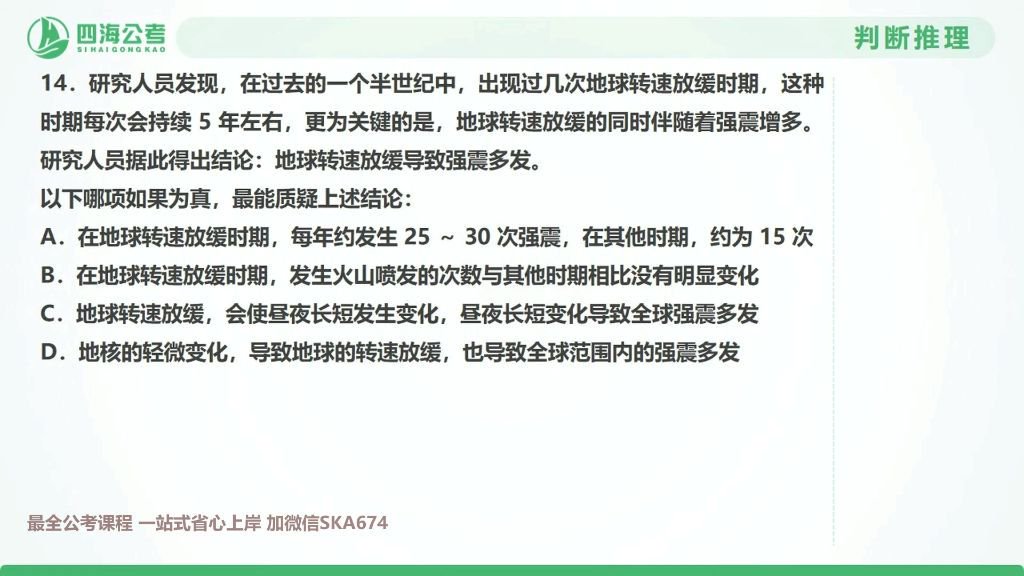 四海公考
SIHAIGONGKAO
判断推理
14．研究人员发现，在过去的一个半世纪中，出现过几次地球转速放缓时期，这种
时期每次会持续 5 年左右，更为关键的是，地球转速放缓的同时伴随着强震增多。
研究人员据此得出结论：地球转速放缓导致强震多发。
以下哪项如果为真，最能质疑上述结论：
A．在地球转速放缓时期，每年约发生 25 ～ 30 次强震，在其他时期，约为 15 次
B．在地球转速放缓时期，发生火山喷发的次数与其他时期相比没有明显变化
C．地球转速放缓，会使昼夜长短发生变化，昼夜长短变化导致全球强震多发
D．地核的轻微变化，导致地球的转速放缓，也导致全球范围内的强震多发
最全公考课程 一站式省心上岸 加微信SKA674